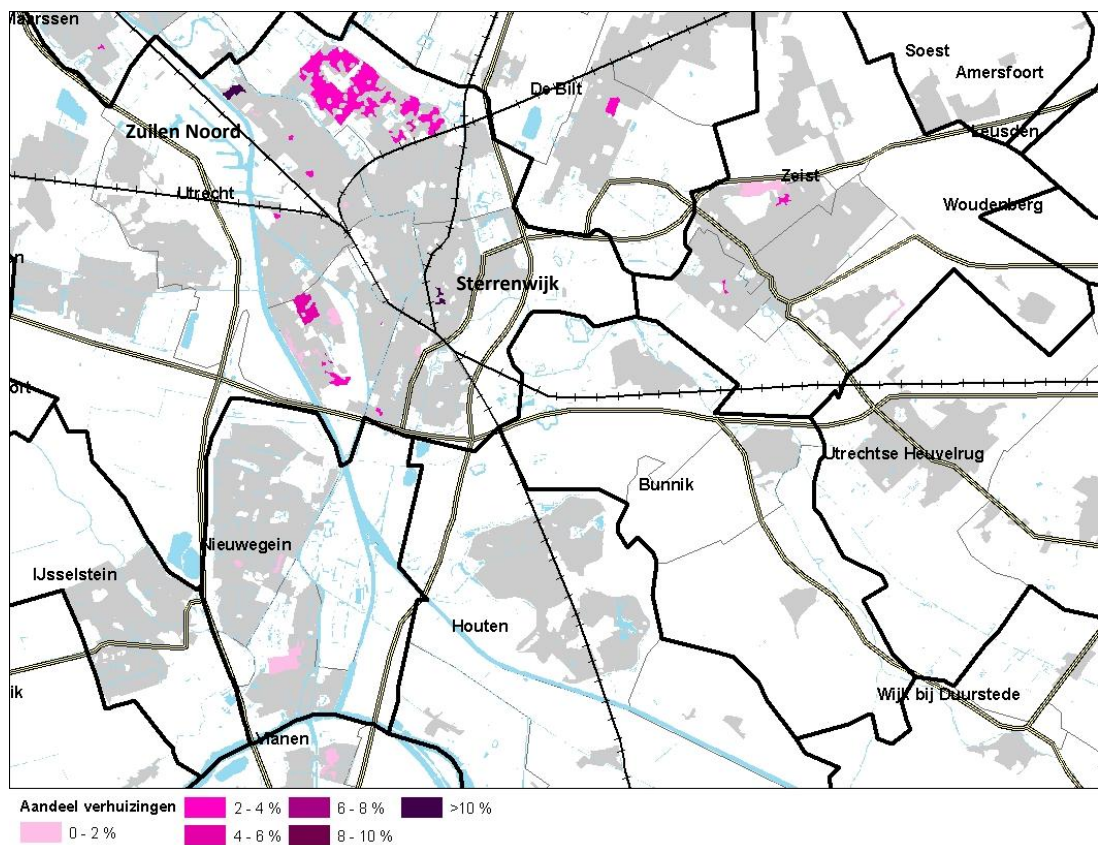 Maarssen
Soest
Amersfoort
De Bilt
Zuilen Noord
Leusden
Zeist
Utrecht
Woudenberg
Sterrenwijk
Utrechtse Heuvelrug
Bunnik
Nieuwegein
IJsselstein
Houten
Wijk bij Duurstede
Vianen
Aandeel verhuizingen
0 - 2 %
2 - 4 %
4 - 6 %
6 - 8 %
8 - 10 %
>10 %